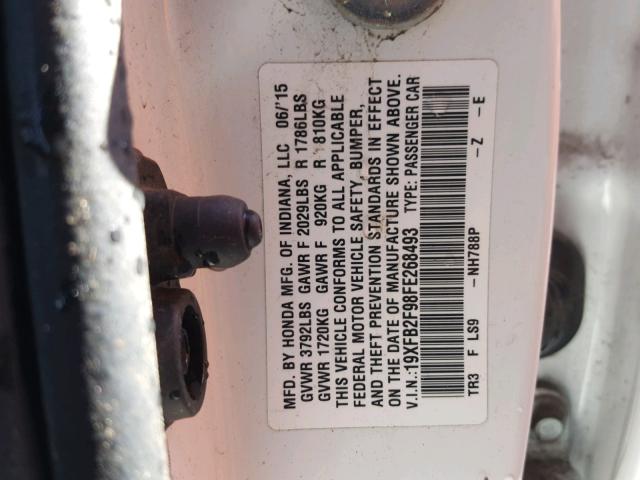 MFD. BY HONDA MFG. OF INDIANA, LLC 06/'15
GVWR 3792LBS GAWR F 2029LBS R 1786LBS
GVWR 1720KG GAWR F 920KG R 810KG
THIS VEHICLE CONFORMS TO ALL APPLICABLE
FEDERAL MOTOR VEHICLE SAFETY, BUMPER,
AND THEFT PREVENTION STANDARDS IN EFFECT
ON THE DATE OF MANUFACTURE SHOWN ABOVE.
V.I.N.:19XFB2F98FE268493 TYPE: PASSENGER CAR
TR3 F LS9 -NH788P -Z -E